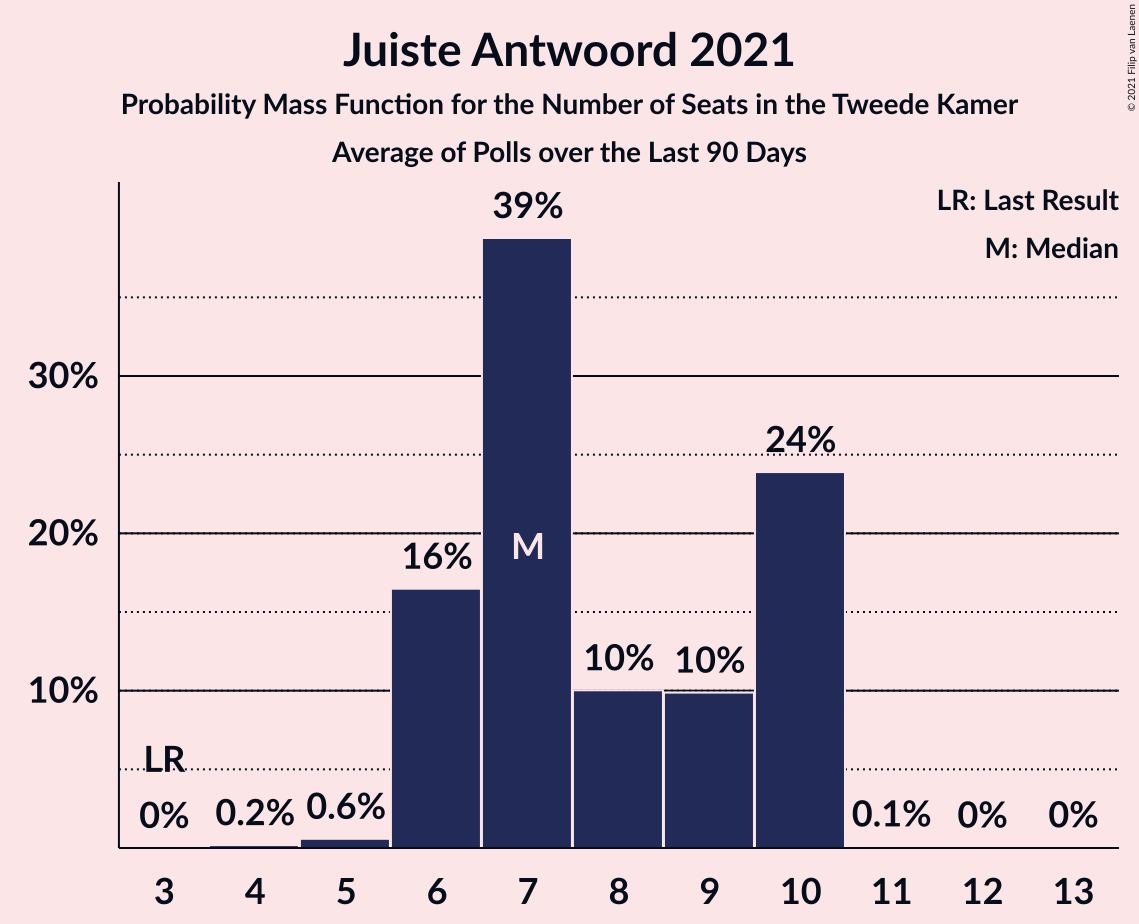 Juiste Antwoord 2021
Probability Mass Function for the Number of Seats in the Tweede Kamer
Average of Polls over the Last 90 Days
© 2021 Filip van Laenen
LR: Last Result
M: Median
39%
30%
24%
20%
16%
M
10%
10%
10%
LR
0%
0.2%
0.6%
0.1%
0%
0%
3 4 5 6 7 8 9 10 11 12 13